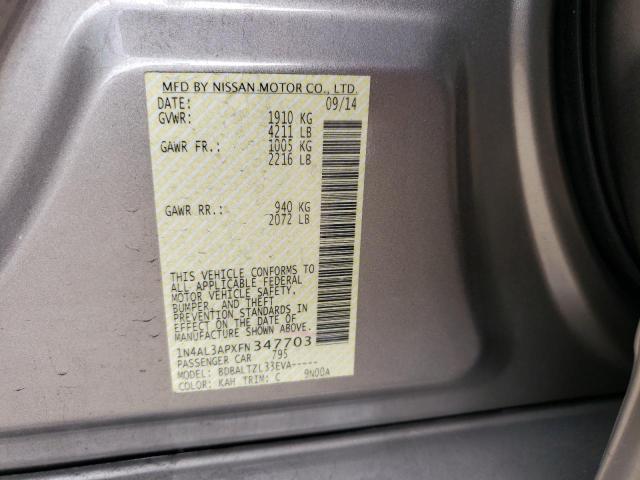 MFD BY NISSAN MOTOR CO., LTD.
DATE: 09/14
GVWR: 1910 KG
4211 LB
GAWR FR.: 1005 KG
2216 LB
GAWR RR.: 940 KG
2072 LB
THIS VEHICLE CONFORMS TO
ALL APPLICABLE FEDERAL
MOTOR VEHICLE SAFETY,
BUMPER, AND THEFT
PREVENTION STANDARDS IN
EFFECT ON THE DATE OF
MANUFACTURE SHOWN ABOVE.
1N4AL3APXFN347703
PASSENGER CAR 795
MODEL: BDBALTZL33EVA-----
COLOR: KAH TRIM: C 9N00A